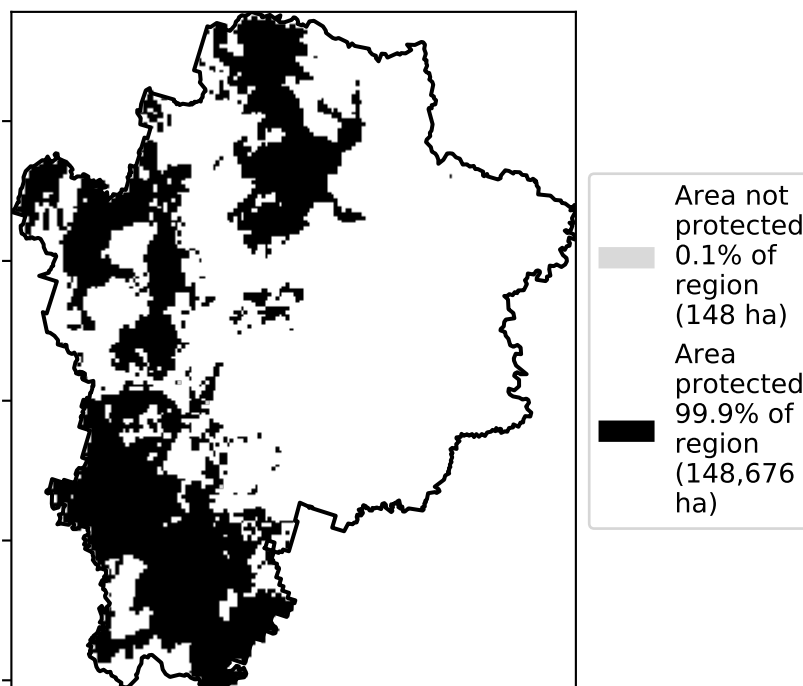 Area not
protected
0.1% of
region
(148 ha)
Area
protected
99.9% of
region
(148,676
ha)